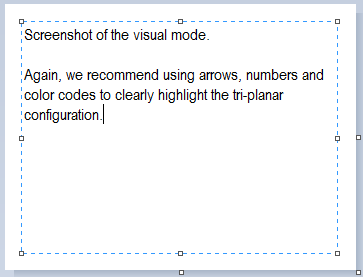 Screenshot of the visual mode.
Again, we recommend using arrows, numbers and
color codes to clearly highlight the tri-planar
configuration.